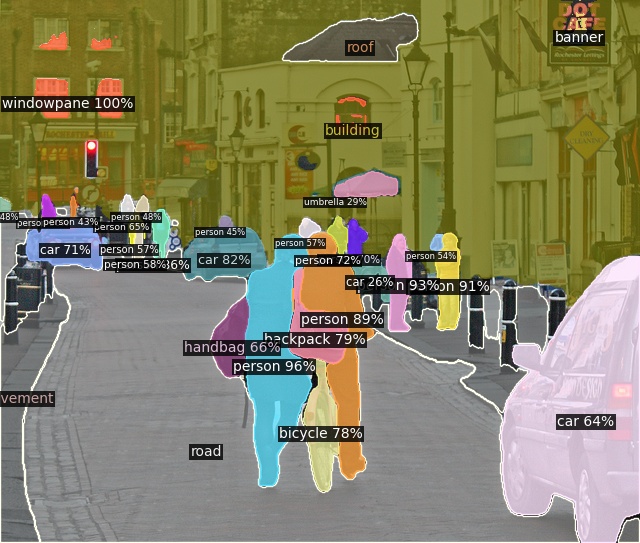 DOT
CAFE
banner
roof
windowpane 100%
building
DRY
CLEANERS
umbrella 29%
48%
person 43%
person 48%
person 65%
person 45%
person 57%
car 71%
person 57%
person 72%
person 54%
person 58%
car 82%
car 26%
n 93%
on 91%
person 89%
backpack 79%
handbag 66%
person 96%
vement
car 64%
bicycle 78%
road